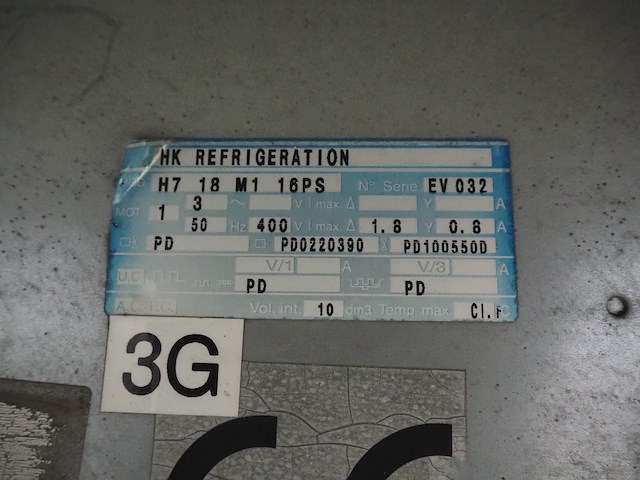 HK REFRIGERATION
H7 18 M1 16PS N° Serie EV 032
MOT 1 3 ~ V I max Δ Y A
50 Hz 400 V I max Δ 1.8 Y 0.8 A
PD PD0220390 PD100550D
U.C. V/1 A V/3 A
PD PD
Vol. int. 10 dm3 Temp. max Cl.F
3G
CE